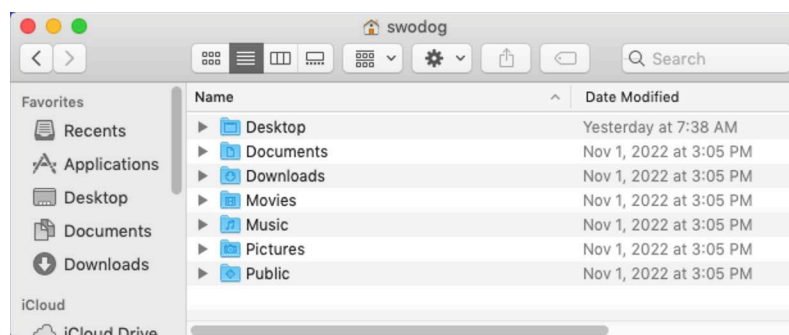 swodog
Search
Favorites
Recents
Applications
Desktop
Documents
Downloads
iCloud
iCloud Drive
Name Date Modified
Desktop Yesterday at 7:38 AM
Documents Nov 1, 2022 at 3:05 PM
Downloads Nov 1, 2022 at 3:05 PM
Movies Nov 1, 2022 at 3:05 PM
Music Nov 1, 2022 at 3:05 PM
Pictures Nov 1, 2022 at 3:05 PM
Public Nov 1, 2022 at 3:05 PM